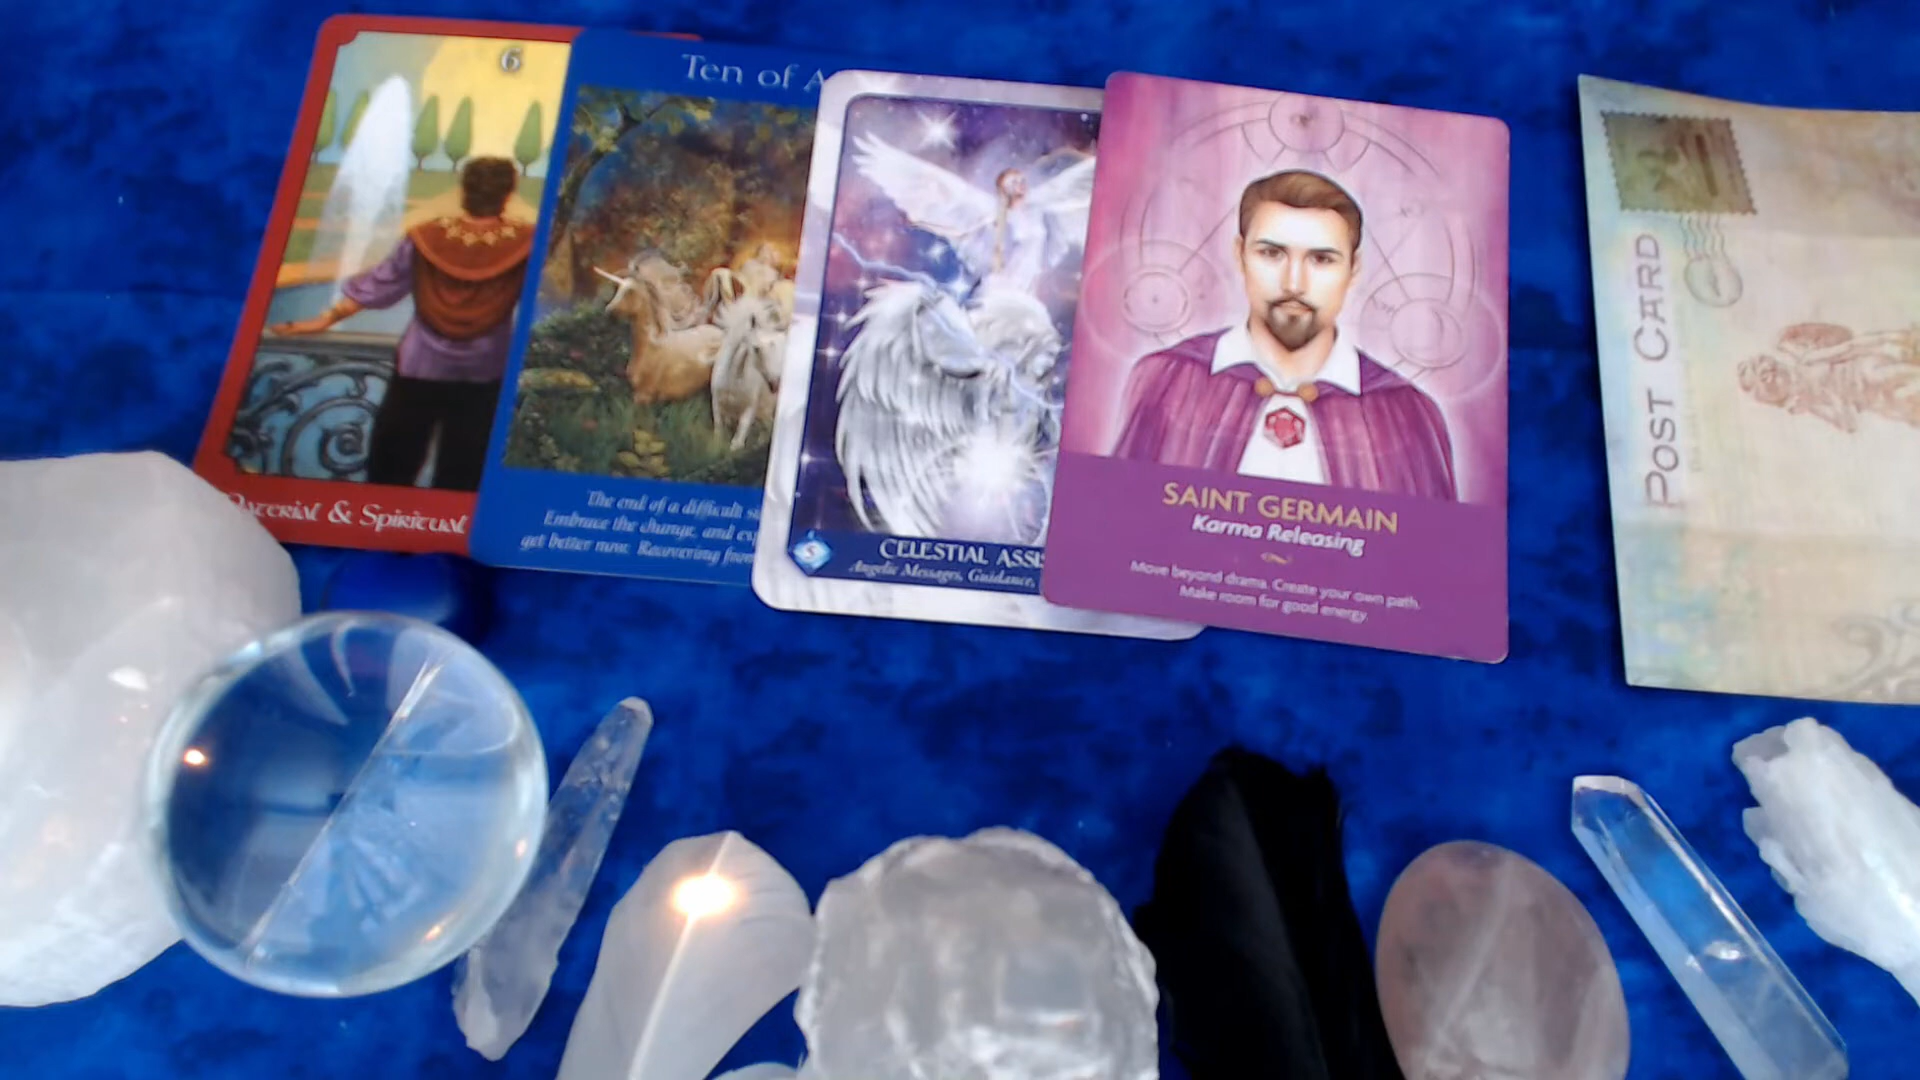 6
Material & Spiritual
Ten of A
The end of a difficult
Embrace the change, and
get better now. Recovering from
S
CELESTIAL ASSIS
Angelic Messages, Guidance,
SAINT GERMAIN
Karma Releasing
Move beyond drama. Create your own path.
Make room for good energy.
POST CARD